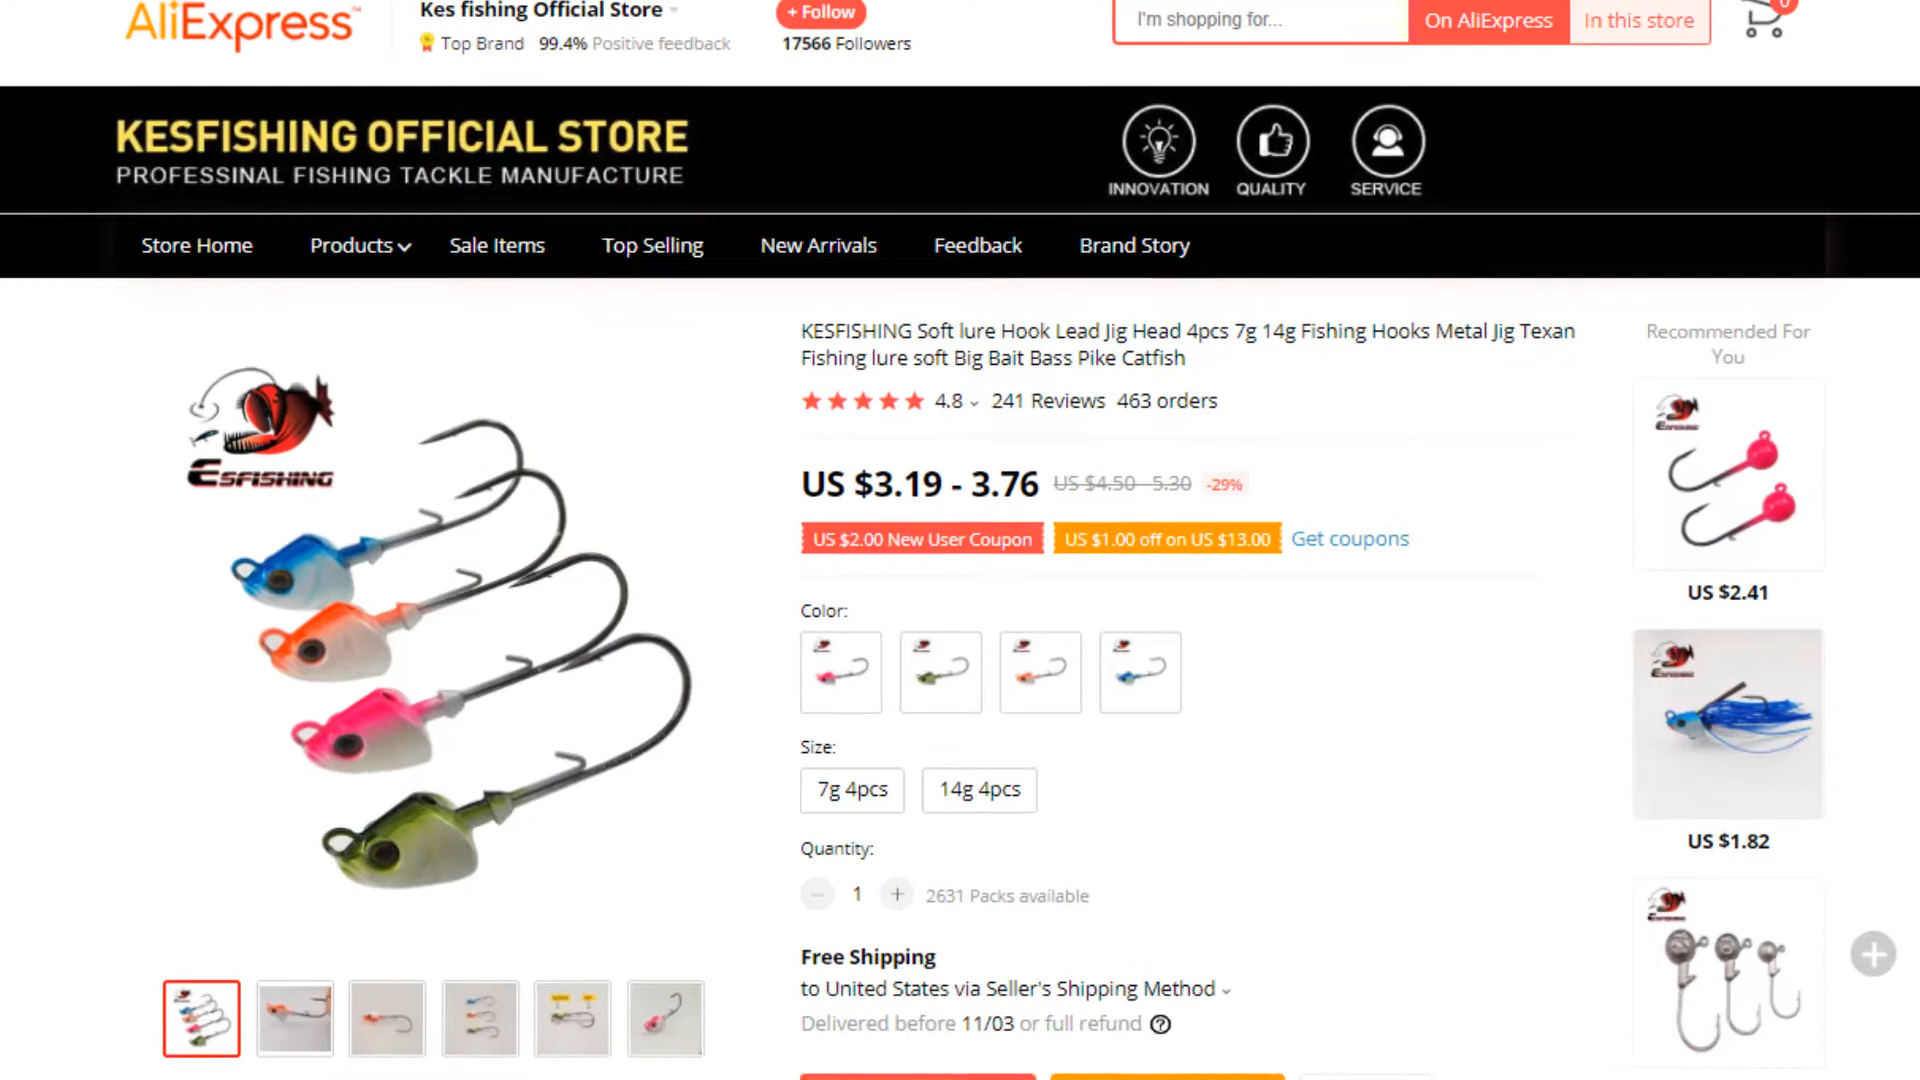 AliExpress™
Kes fishing Official Store
Top Brand 99.4% Positive feedback
+ Follow
17566 Followers
I'm shopping for...
On AliExpress
In this store
0
KESFISHING OFFICIAL STORE
PROFESSINAL FISHING TACKLE MANUFACTURE
INNOVATION
QUALITY
SERVICE
Store Home
Products
Sale Items
Top Selling
New Arrivals
Feedback
Brand Story
ESFISHING
KESFISHING Soft lure Hook Lead Jig Head 4pcs 7g 14g Fishing Hooks Metal Jig Texan
Fishing lure soft Big Bait Bass Pike Catfish
4.8 241 Reviews 463 orders
US $3.19 - 3.76 US $4.50 - 5.30 -29%
US $2.00 New User Coupon
US $1.00 off on US $13.00
Get coupons
Color:
Size:
7g 4pcs
14g 4pcs
Quantity:
1
2631 Packs available
Free Shipping
to United States via Seller's Shipping Method
Delivered before 11/03 or full refund
Recommended For
You
ESFISHING
US $2.41
ESFISHING
US $1.82
ESFISHING